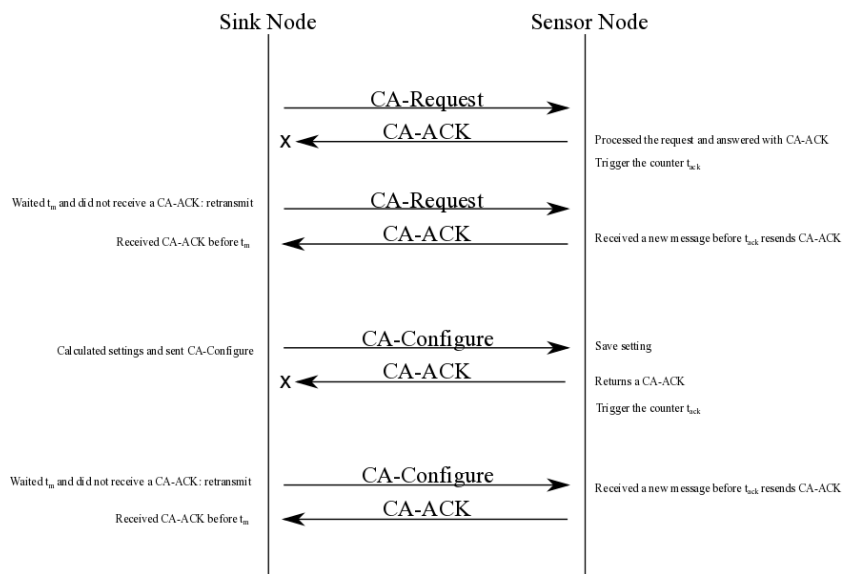 Sink Node Sensor Node
CA-Request
x CA-ACK Processed the request and answered with CA-ACK
Trigger the counter tack
Waited tm and did not receive a CA-ACK: retransmit CA-Request
Received CA-ACK before tm CA-ACK Received a new message before tack resends CA-ACK
Calculated settings and sent CA-Configure CA-Configure Save setting
x CA-ACK Returns a CA-ACK
Trigger the counter tack
Waited tm and did not receive a CA-ACK: retransmit CA-Configure Received a new message before tack resends CA-ACK
Received CA-ACK before tm CA-ACK